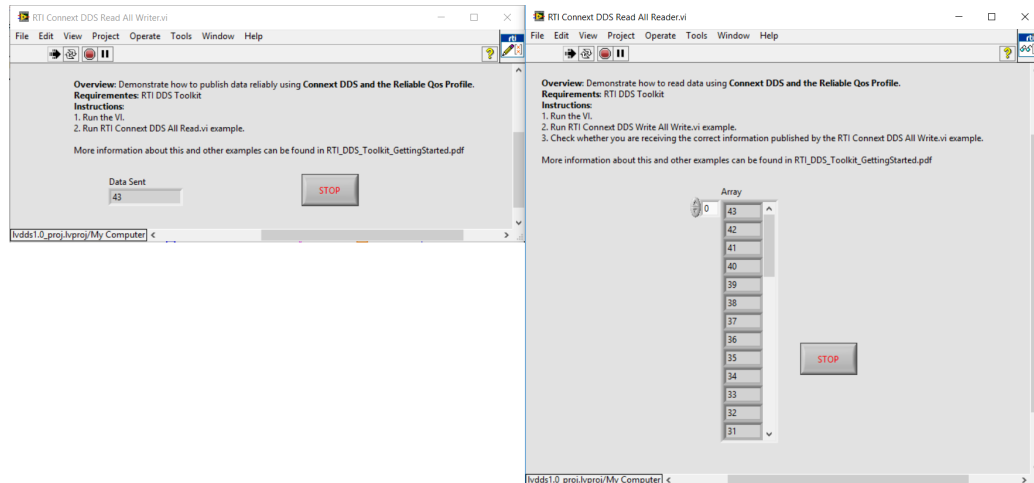 RTI Connext DDS Read All Writer.vi
File Edit View Project Operate Tools Window Help
rti
Overview: Demonstrate how to publish data reliably using Connext DDS and the Reliable Qos Profile.
Requirementes: RTI DDS Toolkit
Instructions:
1. Run the VI.
2. Run RTI Connext DDS All Read.vi example.
More information about this and other examples can be found in RTI_DDS_Toolkit_GettingStarted.pdf
Data Sent
43
STOP
lvdds1.0_proj.lvproj/My Computer
RTI Connext DDS Read All Reader.vi
File Edit View Project Operate Tools Window Help
Overview: Demonstrate how to read data using Connext DDS and the Reliable Qos Profile.
Requirements: RTI DDS Toolkit
Instructions:
1. Run the VI.
2. Run RTI Connext DDS Write All Write.vi example.
3. Check whether you are receiving the correct information published by the RTI Connext DDS All Write.vi example.
More information about this and other examples can be found in RTI_DDS_Toolkit_GettingStarted.pdf
Array
0
43
42
41
40
39
38
37
36
35
34
33
32
31
STOP
lvdds1.0_proj.lvproj/My Computer